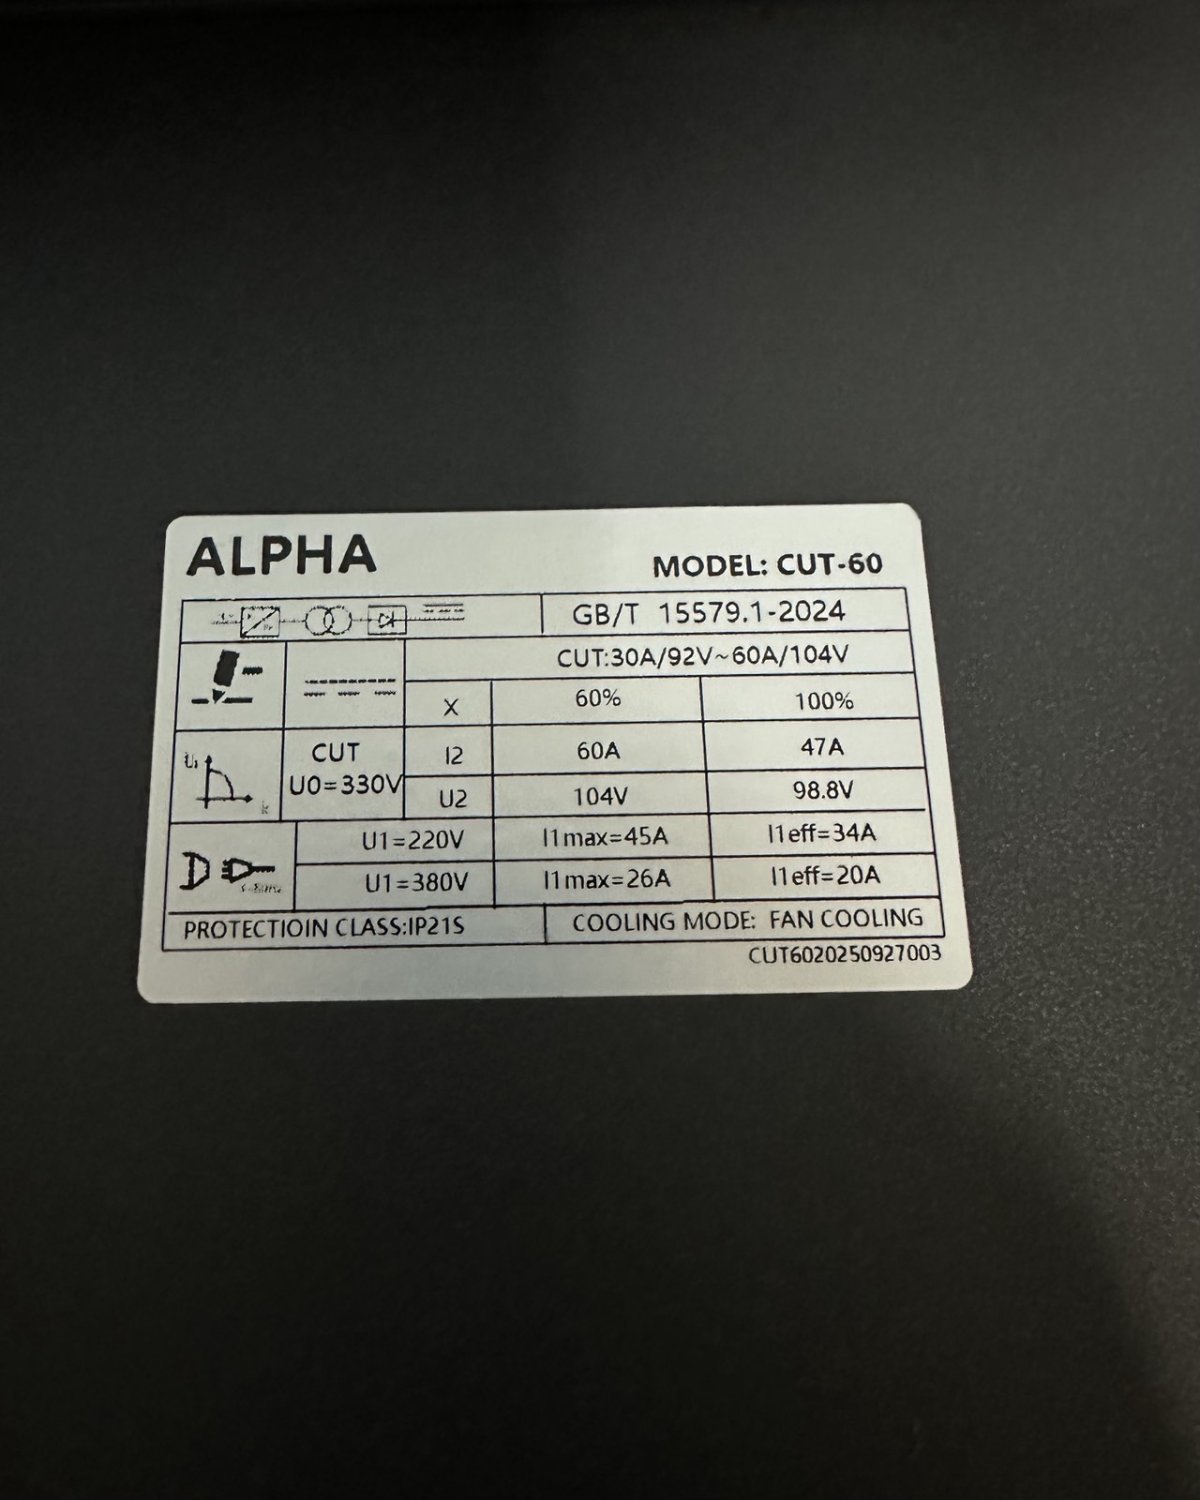 ALPHA
MODEL: CUT-60
GB/T 15579.1-2024
CUT:30A/92V~60A/104V
X 60% 100%
CUT
U0=330V
I2 60A 47A
U2 104V 98.8V
U1=220V I1max=45A I1eff=34A
U1=380V I1max=26A I1eff=20A
PROTECTIOIN CLASS:IP21S COOLING MODE: FAN COOLING
CUT6020250927003